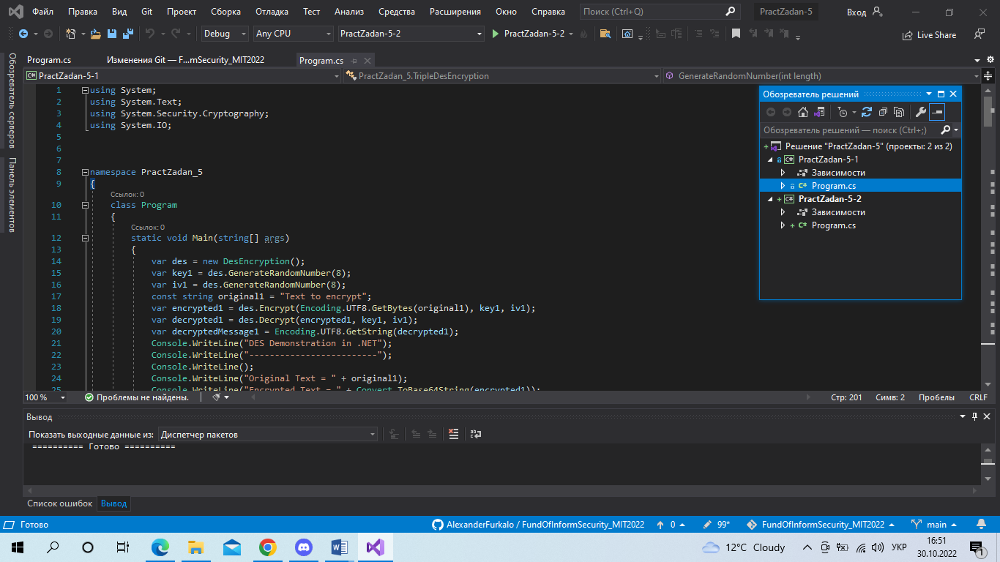 Файл Правка Вид Git Проект Сборка Отладка Тест Анализ Средства Расширения Окно Справка Поиск (Ctrl+Q) PractZadan-5 Вход
Debug Any CPU PractZadan-5-2 PractZadan-5-2 Live Share
Program.cs Изменения Git — F...mSecurity_MIT2022 Program.cs
PractZadan-5-1 PractZadan_5.TripleDesEncryption GenerateRandomNumber(int length)
Обозреватель серверов
Панель элементов
1 using System;
2 using System.Text;
3 using System.Security.Cryptography;
4 using System.IO;
5
6
7
8 namespace PractZadan_5
9 {
Ссылок: 0
10 class Program
11 {
Ссылок: 0
12 static void Main(string[] args)
13 {
14 var des = new DesEncryption();
15 var key1 = des.GenerateRandomNumber(8);
16 var iv1 = des.GenerateRandomNumber(8);
17 const string original1 = "Text to encrypt";
18 var encrypted1 = des.Encrypt(Encoding.UTF8.GetBytes(original1), key1, iv1);
19 var decrypted1 = des.Decrypt(encrypted1, key1, iv1);
20 var decryptedMessage1 = Encoding.UTF8.GetString(decrypted1);
21 Console.WriteLine("DES Demonstration in .NET");
22 Console.WriteLine("-------------------------");
23 Console.WriteLine();
24 Console.WriteLine("Original Text = " + original1);
25 Console.WriteLine("Encrypted Text = " + Convert.ToBase64String(encrypted1));
Обозреватель решений
Обозреватель решений — поиск (Ctrl+;)
Решение "PractZadan-5" (проекты: 2 из 2)
PractZadan-5-1
Зависимости
Program.cs
PractZadan-5-2
Зависимости
Program.cs
100 % Проблемы не найдены. Стр: 201 Симв: 2 Пробелы CRLF
Вывод
Показать выходные данные из: Диспетчер пакетов
========== Готово ==========
Список ошибок Вывод
Готово AlexanderFurkalo / FundOfInformSecurity_MIT2022 0 99* FundOfInformSecurity_MIT2022 main
12°C Cloudy УКР 16:51
30.10.2022 1